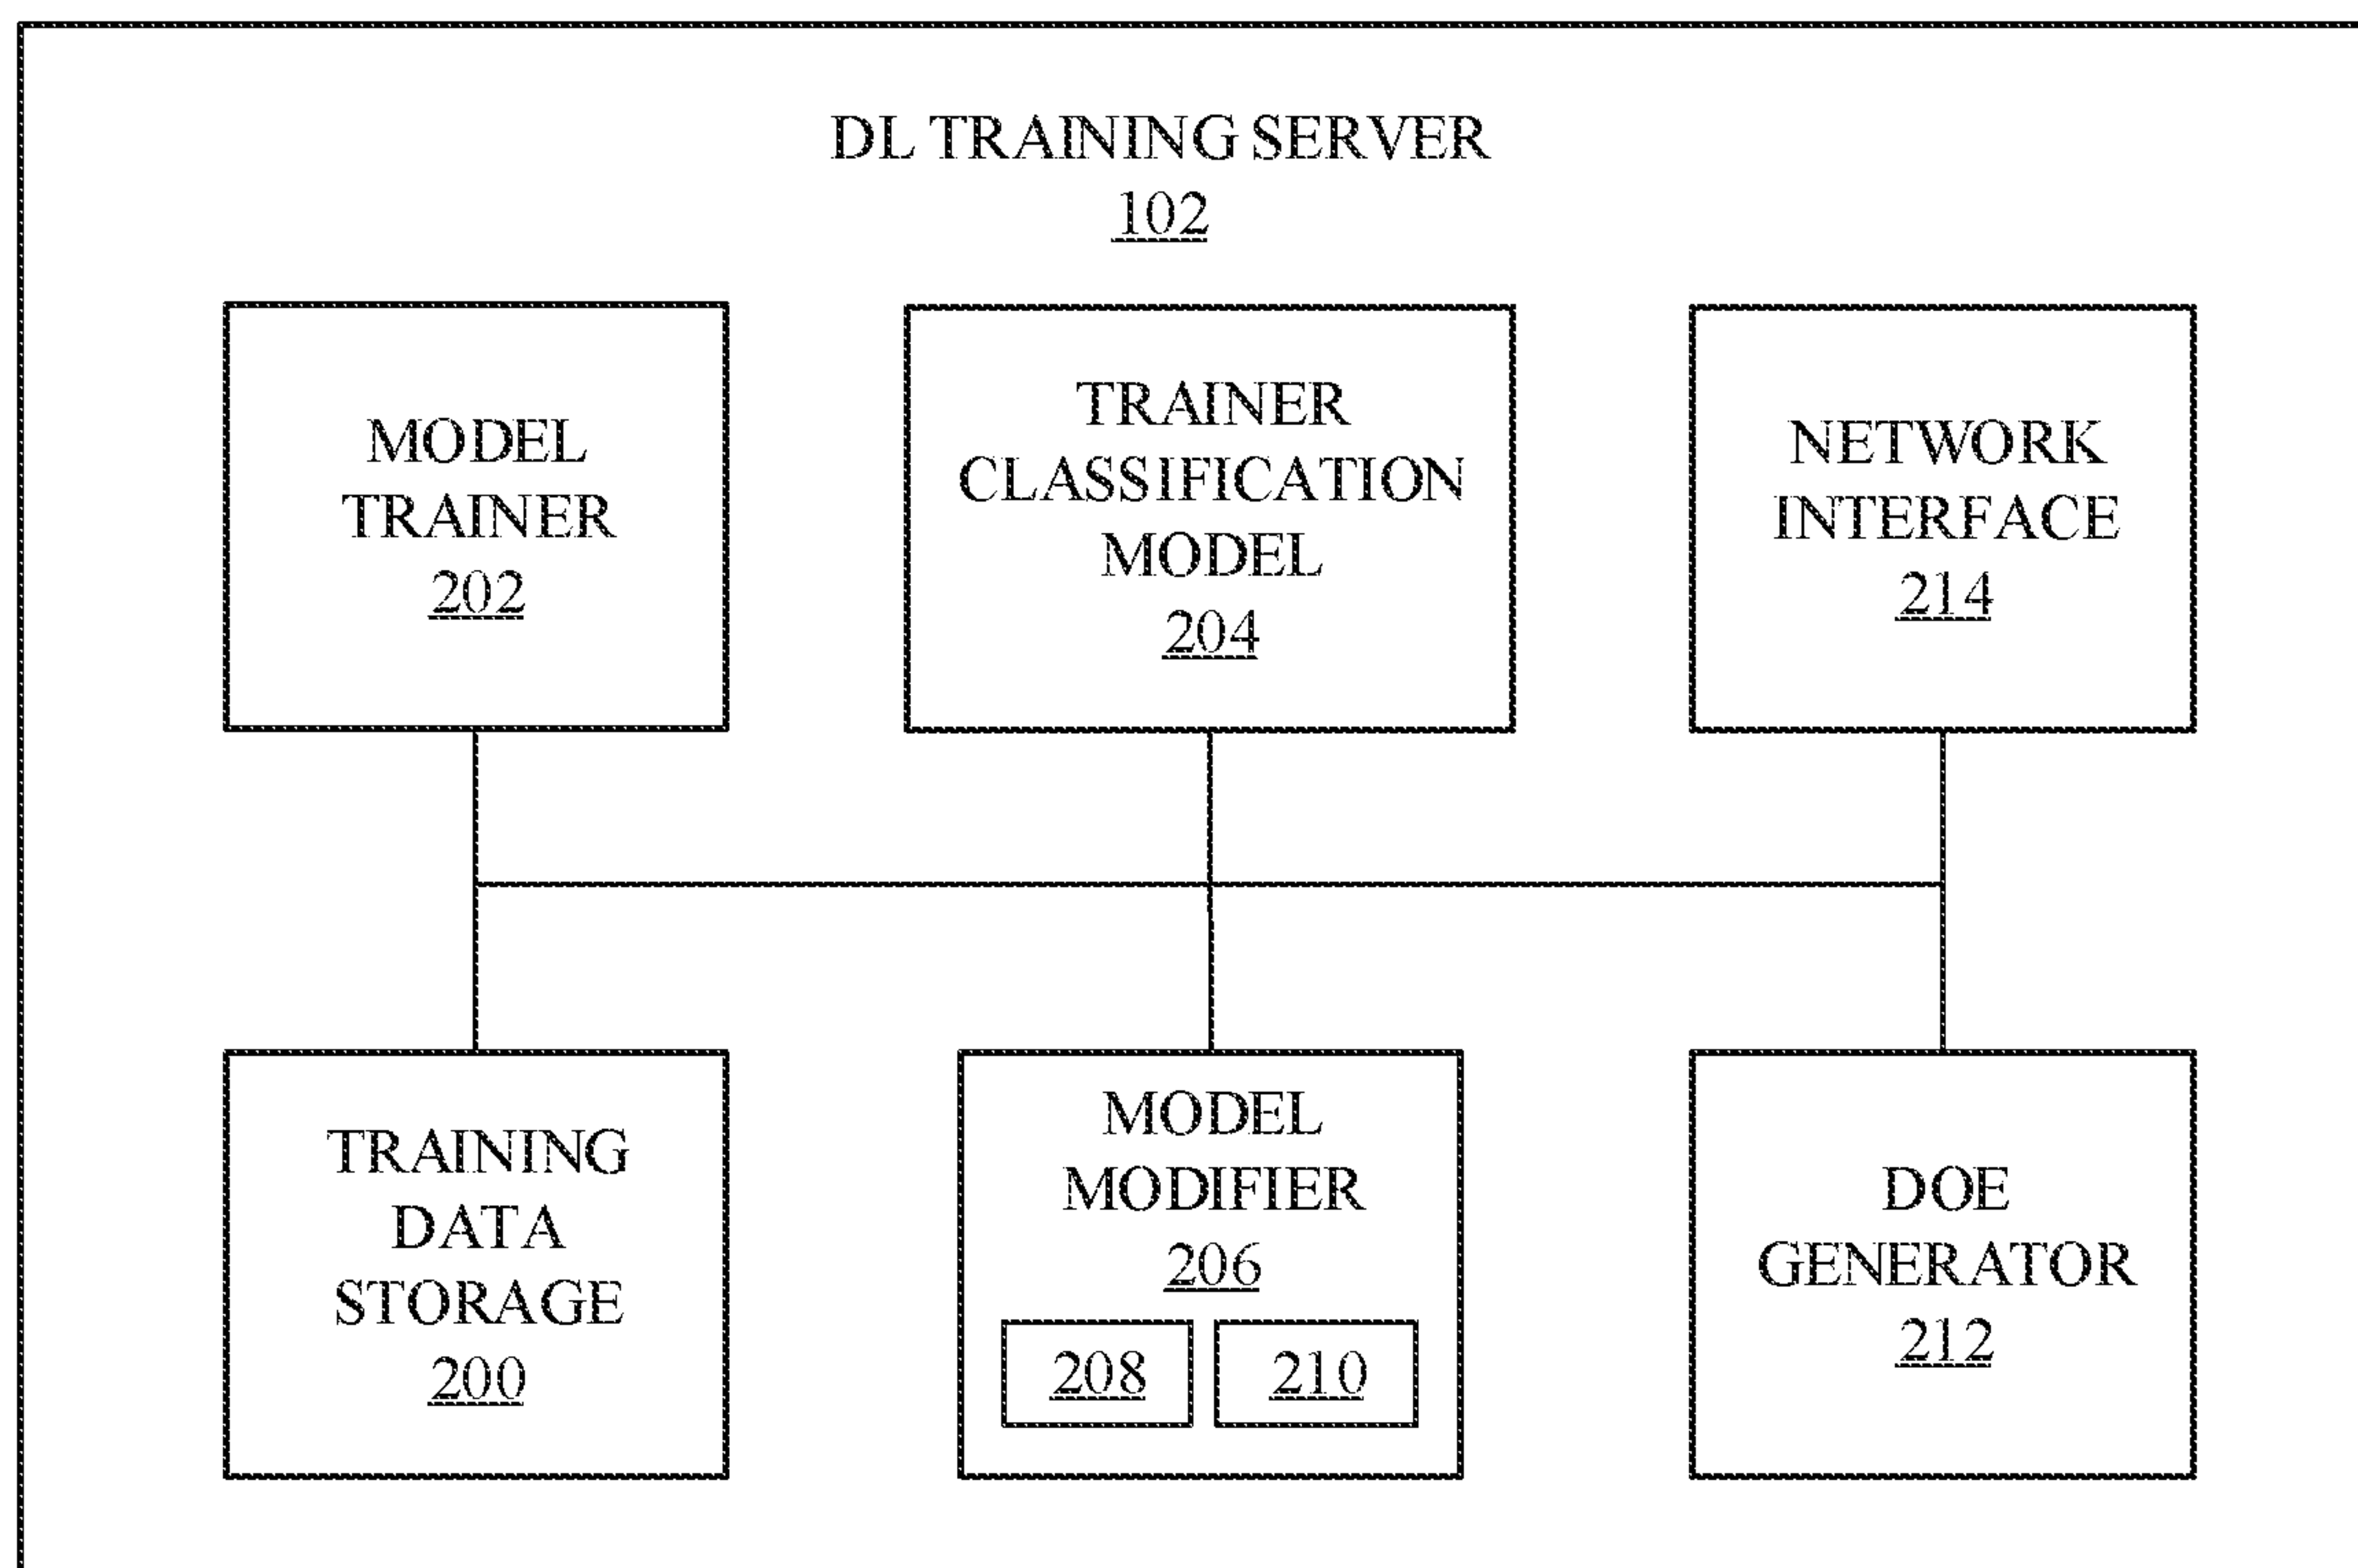 DL TRAINING SERVER
102
MODEL
TRAINER
202
TRAINER
CLASSIFICATION
MODEL
204
NETWORK
INTERFACE
214
TRAINING
DATA
STORAGE
200
MODEL
MODIFIER
206
208
210
DOE
GENERATOR
212